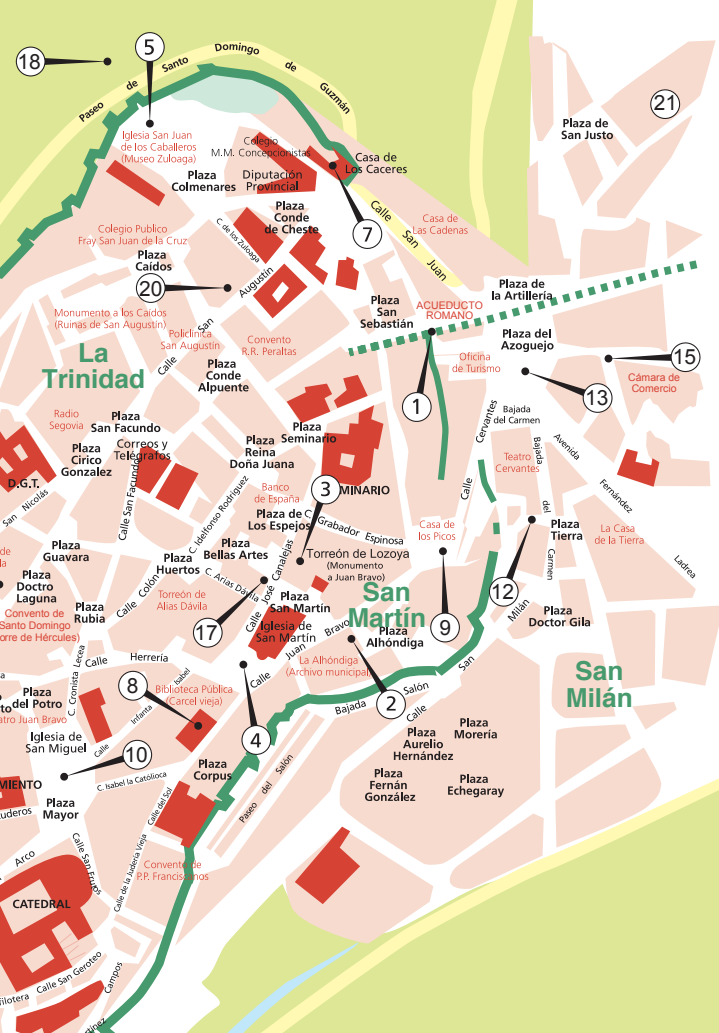 18
5
Paseo de Santo Domingo de Guzmán
21
Plaza de
San Justo
Iglesia San Juan
de los Caballeros
(Museo Zuloaga)
Colegio
M.M. Concepcionistas
Casa de
Los Caceres
Plaza
Colmenares
Diputación
Provincial
Plaza
Conde
de Cheste
7
Calle San Juan
Casa de
Las Cadenas
Colegio Publico
Fray San Juan de la Cruz
C. de los Zuloaga
Plaza
Caídos
20
Calle San Augustín
Plaza de
la Artillería
Plaza
San
Sebastián
ACUEDUCTO
ROMANO
Monumento a los Caídos
(Ruinas de San Augustín)
Policlínica
San Augustín
Convento
R.R. Peraltas
Plaza del
Azoguejo
15
La
Trinidad
Plaza
Conde
Alpuente
Oficina
de Turismo
Cámara de
Comercio
1
13
Radio
Segovia
Plaza
San Facundo
Plaza
Seminario
Bajada
del Carmen
Calle Cervantes
Plaza
Cirico
Gonzalez
Correos y
Telégrafos
Plaza
Reina
Doña Juana
Teatro
Cervantes
Bajada del Carmen
Avenida Fernández Ladrea
D.G.T.
San Nicolás
Calle San Facundo
C. Ildefonso Rodriguez
Banco
de España
3
MINARIO
Plaza de
Los Espejos
C. Grabador Espinosa
Casa de
los Picos
Plaza
Tierra
La Casa
de la Tierra
Plaza
Guavara
Plaza
Huertos
Plaza
Bellas Artes
Torreón de Lozoya
(Monumento
a Juan Bravo)
de
la
Plaza
Doctro
Laguna
Calle Colón
C. Arias Dávila
Calle José Canalejas
12
Convento de
Santo Domingo
orre de Hércules)
Plaza
Rubia
Torreón de
Alias Dávila
17
Plaza
San Martín
San
Martín
9
Milán
Plaza
Doctor Gila
Iglesia de
San Martín
Calle Juan Bravo
Plaza
Alhóndiga
Calle Herrería
C. Cronista Lecea
La Alhóndiga
(Archivo municipal)
San
San
Milán
a
Plaza
del Potro
to
atro Juan Bravo
8
Calle Infanta Isabel
Biblioteca Pública
(Carcel vieja)
4
2
Bajada Salón
Calle
Iglesia de
San Miguel
10
Plaza
Aurelio
Hernández
Plaza
Morería
MIENTO
C. Isabel la Catolioca
Plaza
Corpus
Paseo del Salón
Plaza
Fernán
González
Plaza
Echegaray
uderos
Plaza
Mayor
Calle del Sol
Arco
Calle San Frutos
Calle de la Judería Vieja
Convento de
P.P. Franciscanos
CATEDRAL
Calle San Geroteo
Campos
filotera
tínez